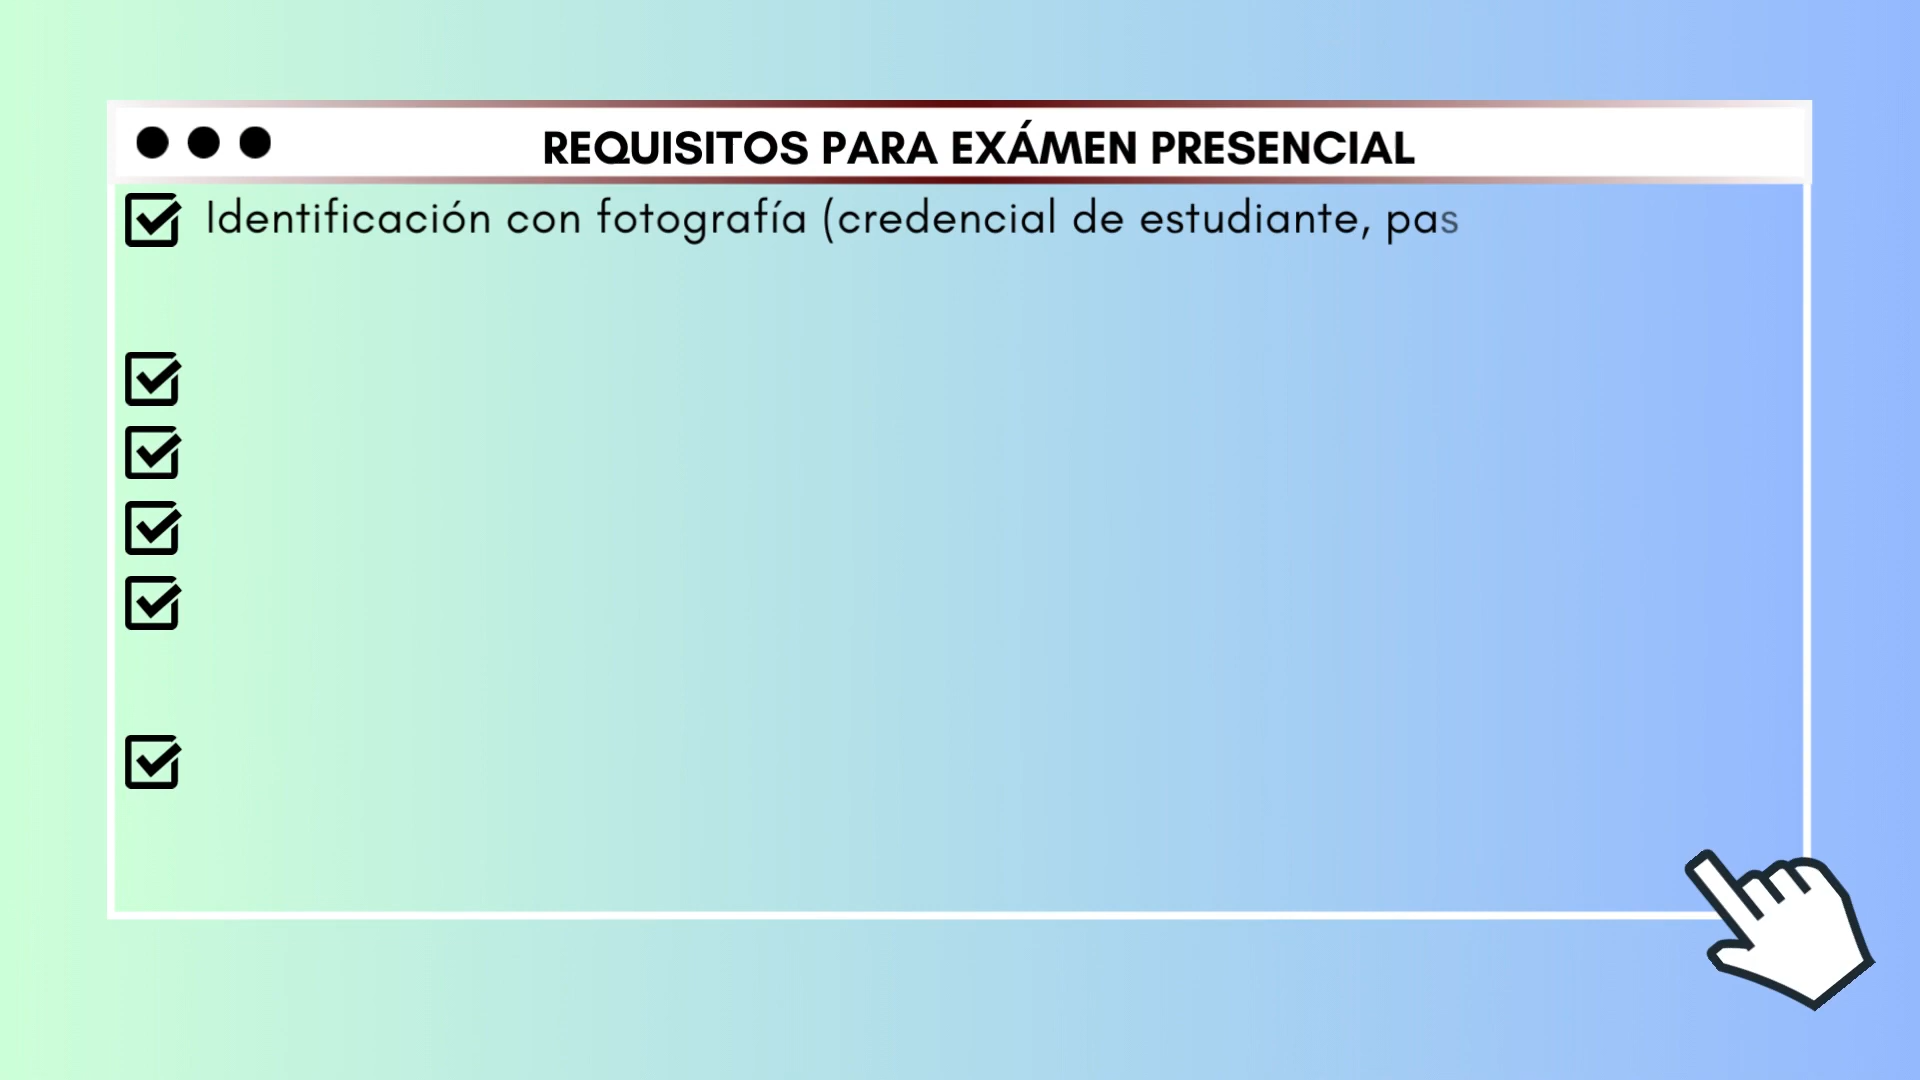 REQUISITOS PARA EXÁMEN PRESENCIAL
Identificación con fotografía (credencial de estudiante, pas